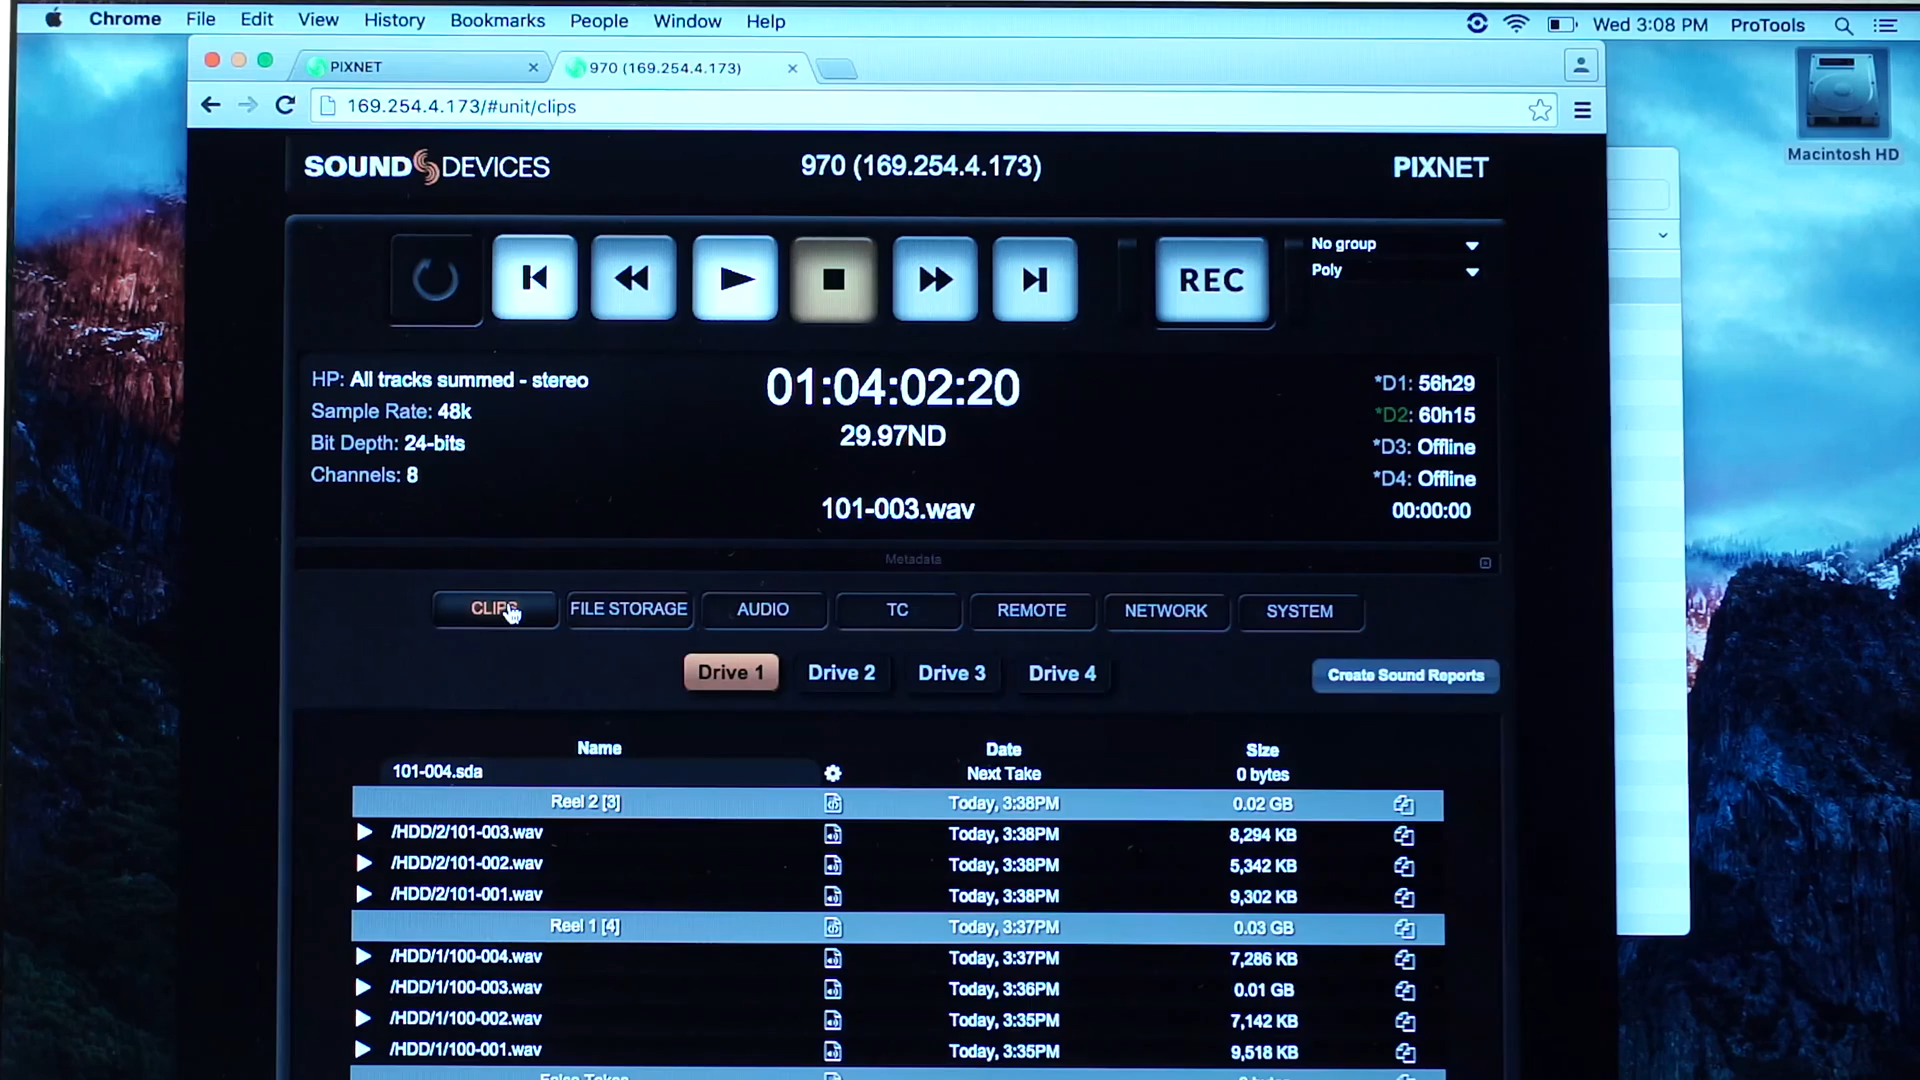 Chrome File Edit View History Bookmarks People Window Help Wed 3:08 PM ProTools
PIXNET
970 (169.254.4.173)
169.254.4.173/#unit/clips
Macintosh HD
SOUND DEVICES
970 (169.254.4.173)
PIXNET
REC
No group
Poly
HP: All tracks summed - stereo
Sample Rate: 48k
Bit Depth: 24-bits
Channels: 8
01:04:02:20
29.97ND
101-003.wav
*D1: 56h29
*D2: 60h15
*D3: Offline
*D4: Offline
00:00:00
Metadata
CLIPS FILE STORAGE AUDIO TC REMOTE NETWORK SYSTEM
Drive 1 Drive 2 Drive 3 Drive 4 Create Sound Reports
Name Date Size
101-004.sda Next Take 0 bytes
Reel 2 [3] Today, 3:38PM 0.02 GB
/HDD/2/101-003.wav Today, 3:38PM 8,294 KB
/HDD/2/101-002.wav Today, 3:38PM 5,342 KB
/HDD/2/101-001.wav Today, 3:38PM 9,302 KB
Reel 1 [4] Today, 3:37PM 0.03 GB
/HDD/1/100-004.wav Today, 3:37PM 7,286 KB
/HDD/1/100-003.wav Today, 3:36PM 0.01 GB
/HDD/1/100-002.wav Today, 3:35PM 7,142 KB
/HDD/1/100-001.wav Today, 3:35PM 9,518 KB
False Takes 0 bytes